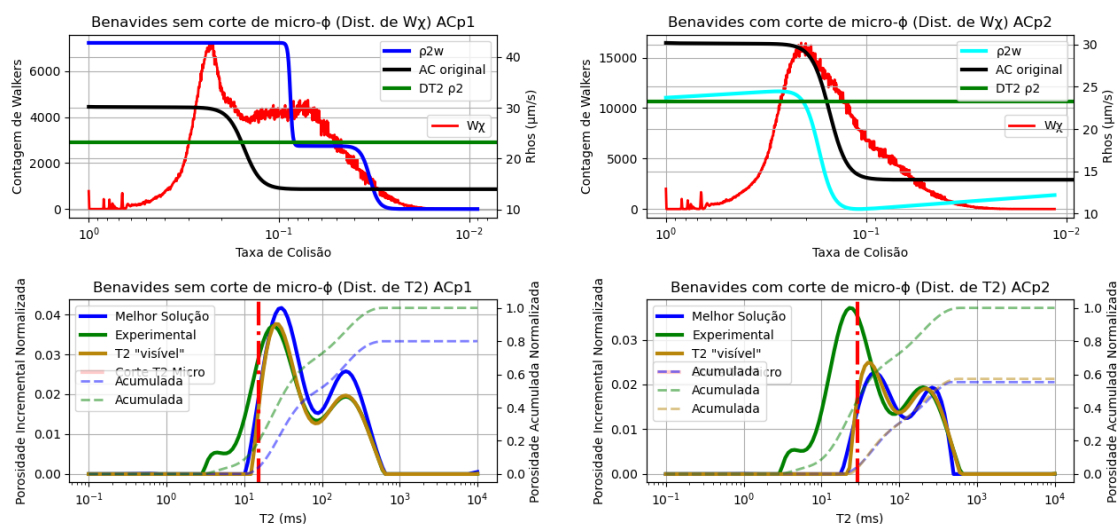 Benavides sem corte de micro-ϕ (Dist. de Wχ) ACp1
Contagem de Walkers
6000
4000
2000
0
40
30
20
10
Rhos (μm/s)
ρ2w
AC original
DT2 ρ2
Wχ
10⁰
10⁻¹
10⁻²
Taxa de Colisão
Benavides com corte de micro-ϕ (Dist. de Wχ) ACp2
Contagem de Walkers
15000
10000
5000
0
30
25
20
15
10
Rhos (μm/s)
ρ2w
AC original
DT2 ρ2
Wχ
10⁰
10⁻¹
10⁻²
Taxa de Colisão
Benavides sem corte de micro-ϕ (Dist. de T2) ACp1
Porosidade Incremental Normalizada
0.04
0.03
0.02
0.01
0.00
1.0
0.8
0.6
0.4
0.2
0.0
Porosidade Acumulada Normalizada
Melhor Solução
Experimental
T2 "visível"
Corte T2 Micro
Acumulada
Acumulada
10⁻¹
10⁰
10¹
10²
10³
10⁴
T2 (ms)
Benavides com corte de micro-ϕ (Dist. de T2) ACp2
Porosidade Incremental Normalizada
0.03
0.02
0.01
0.00
1.0
0.8
0.6
0.4
0.2
0.0
Porosidade Acumulada Normalizada
Melhor Solução
Experimental
T2 "visível"
Acumulada
Acumulada
Acumulada
10⁻¹
10⁰
10¹
10²
10³
10⁴
T2 (ms)